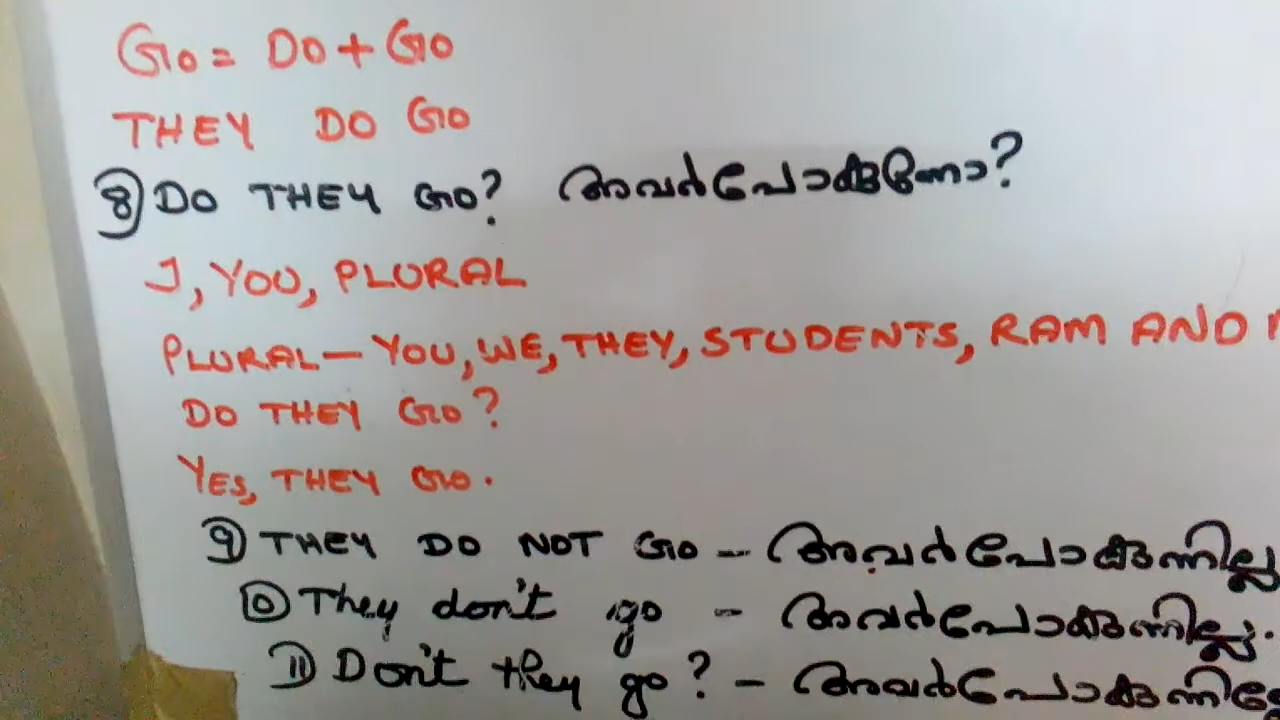 GO = DO + GO
THEY DO GO
8) DO THEY GO? അവർ പോകുന്നോ?
I, YOU, PLURAL
PLURAL — YOU, WE, THEY, STUDENTS, RAM AND
DO THEY GO?
YES, THEY GO.
9) THEY DO NOT GO – അവർ പോകുന്നില്ല
10) They don't go – അവർ പോകുന്നില്ല.
11) Don't they go? – അവർ പോകുന്നില്ലേ